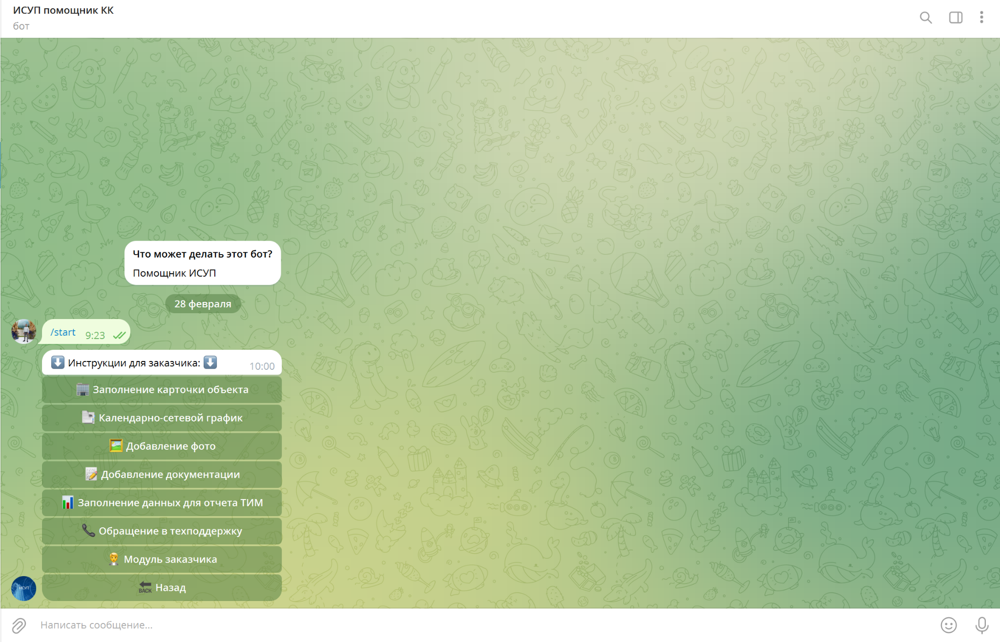 ИСУП помощник КК
бот
Что может делать этот бот?
Помощник ИСУП
28 февраля
/start 9:23
Инструкции для заказчика: 10:00
Заполнение карточки объекта
Календарно-сетевой график
Добавление фото
Добавление документации
Заполнение данных для отчета ТИМ
Обращение в техподдержку
Модуль заказчика
BACK Назад
ИСУП
Написать сообщение...